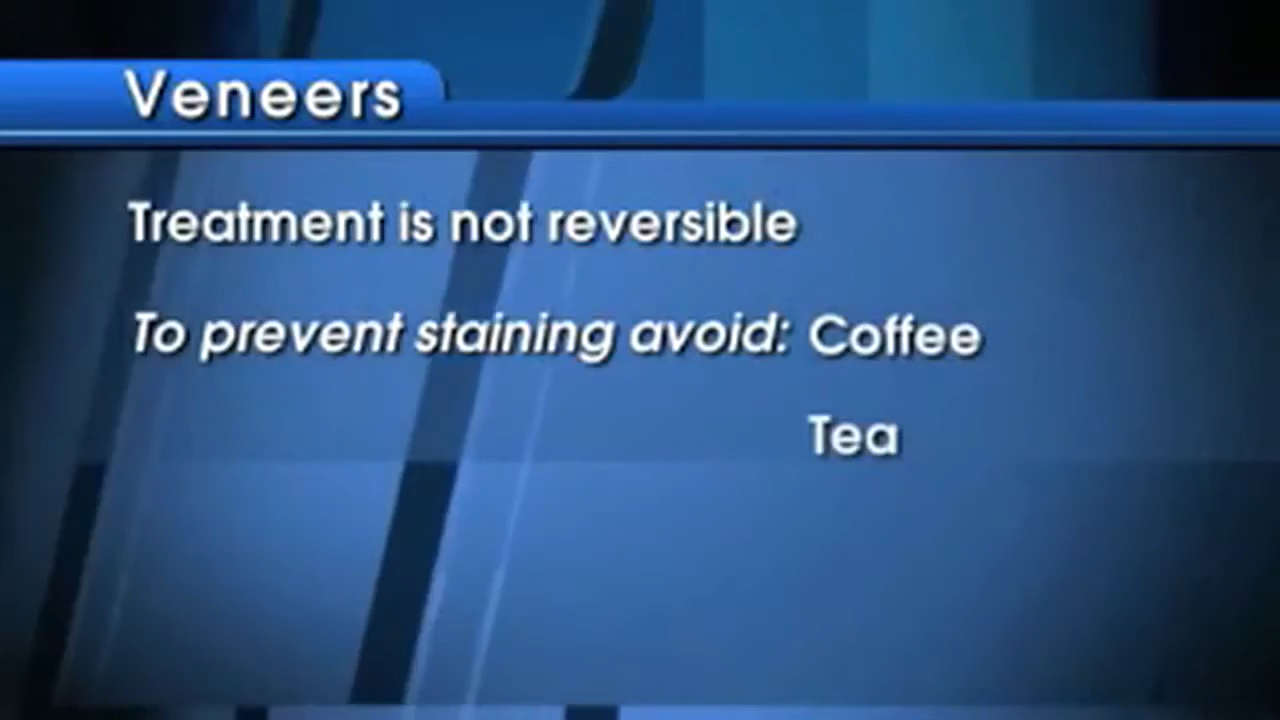 Veneers
Treatment is not reversible
To prevent staining avoid: Coffee
Tea